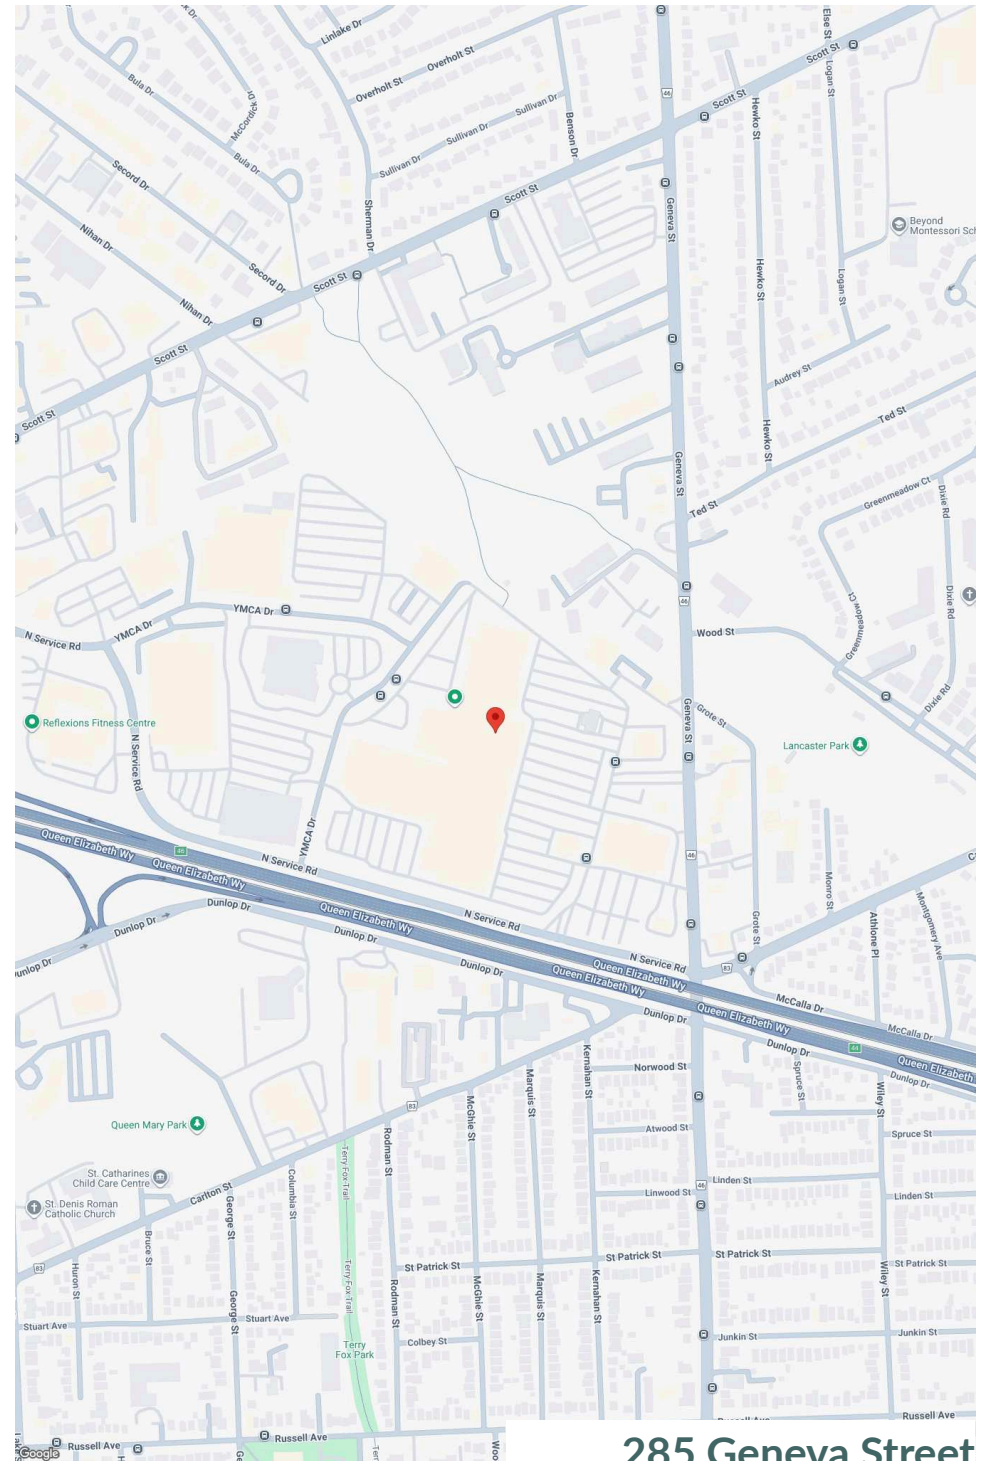 Linlake Dr
Overholt St
Overholt St
Else St
Scott St
Logan St
Bula Dr
McCordick Dr
Sullivan Dr
Sullivan Dr
Sullivan Dr
Benson Dr
46
Scott St
Hewko St
Bula Dr
Secord Dr
Scott St
Sherman Dr
Geneva St
Beyond
Montessori Sch
Nihan Dr
Secord Dr
Scott St
Hewko St
Logan St
Nihan Dr
Scott St
Audrey St
Scott St
Ted St
Hewko St
Geneva St
Greenmeadow Ct
Dixie Rd
Ted St
YMCA Dr
46
Dixie Rd
Greenmeadow Ct
YMCA Dr
N Service Rd
Wood St
Dixie Rd
Reflexions Fitness Centre
Geneva St
Grote St
Lancaster Park
N Service Rd
YMCA Dr
Queen Elizabeth Wy
46
Queen Elizabeth Wy
N Service Rd
46
Monro St
Dunlop Dr
Queen Elizabeth Wy
N Service Rd
Grote St
Athlone Pl
Montgomery Ave
Dunlop Dr
Dunlop Dr
unlop Dr
Dunlop Dr
N Service Rd
Queen Elizabeth Wy
Queen Elizabeth Wy
83
McCalla Dr
Queen Elizabeth Wy
McCalla Dr
Dunlop Dr
Dunlop Dr
44
Queen Elizabeth
Dunlop Dr
Kernahan St
Norwood St
Spruce St
Marquis St
Wiley St
83
McGhie St
Queen Mary Park
Atwood St
Spruce St
Rodman St
Terry Fox Trail
St. Catharines
Child Care Centre
Carlton St
Columbia St
46
Linden St
Linwood St
Linden St
St. Denis Roman
Catholic Church
George St
Bruce St
St Patrick St
St Patrick St
St Patrick St
St Patrick St
83
Huron St
Terry Fox Trail
Rodman St
McGhie St
Marquis St
Kernahan St
Wiley St
George St
Stuart Ave
Stuart Ave
Terry
Fox Park
Colbey St
Junkin St
Junkin St
Russell Ave
Russell Ave
Russell Ave
Google
285 Geneva Street